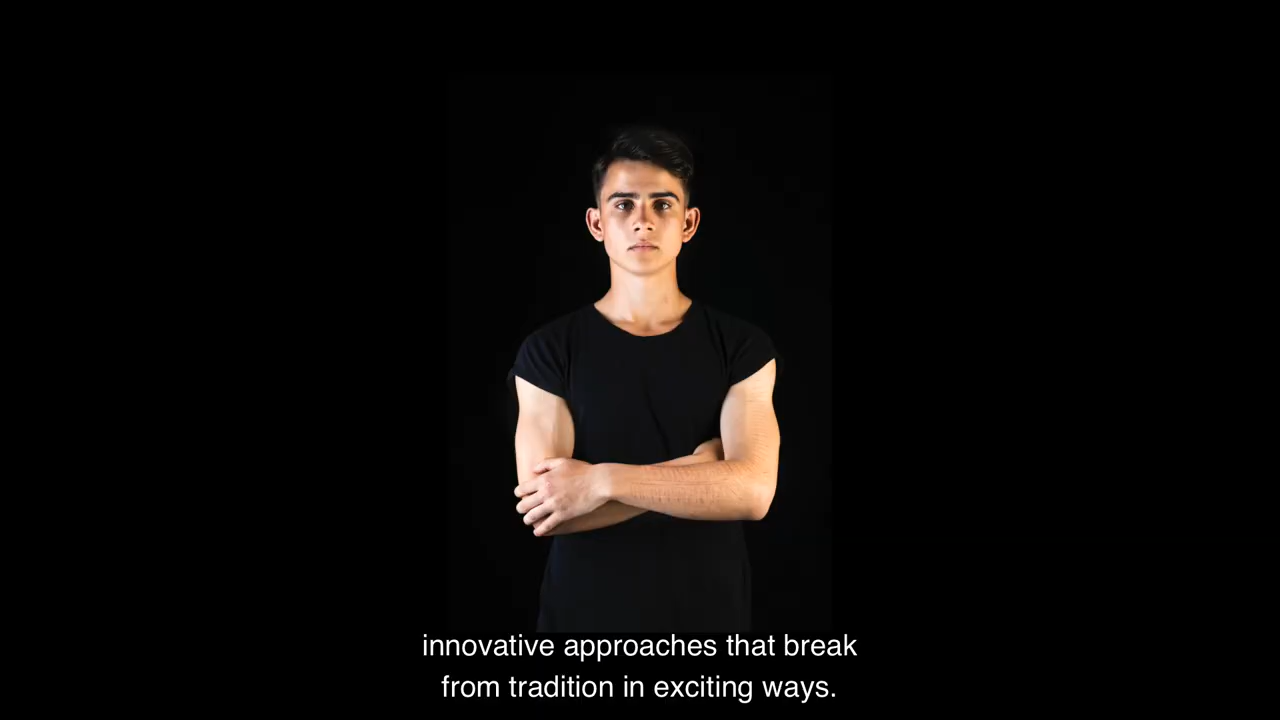 innovative approaches that break
from tradition in exciting ways.